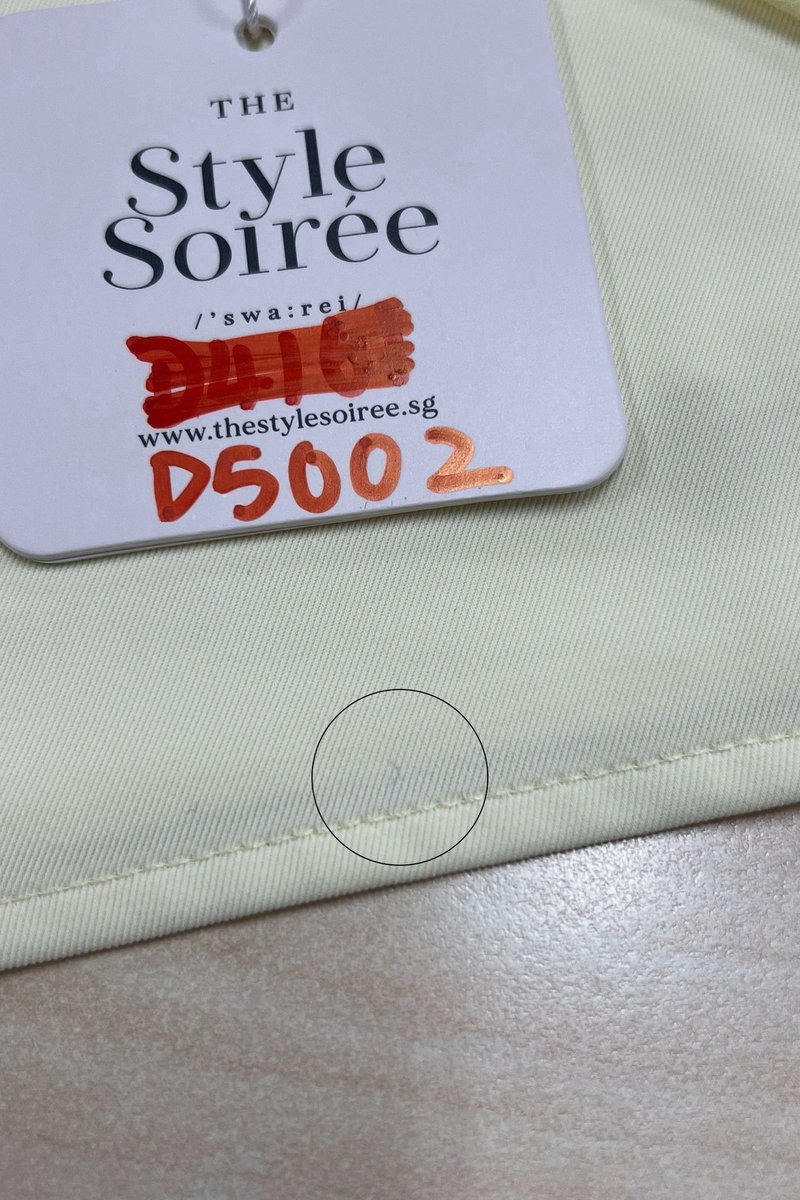 THE
Style
Soirée
/'swa:rei/
www.thestylesoiree.sg
D5002